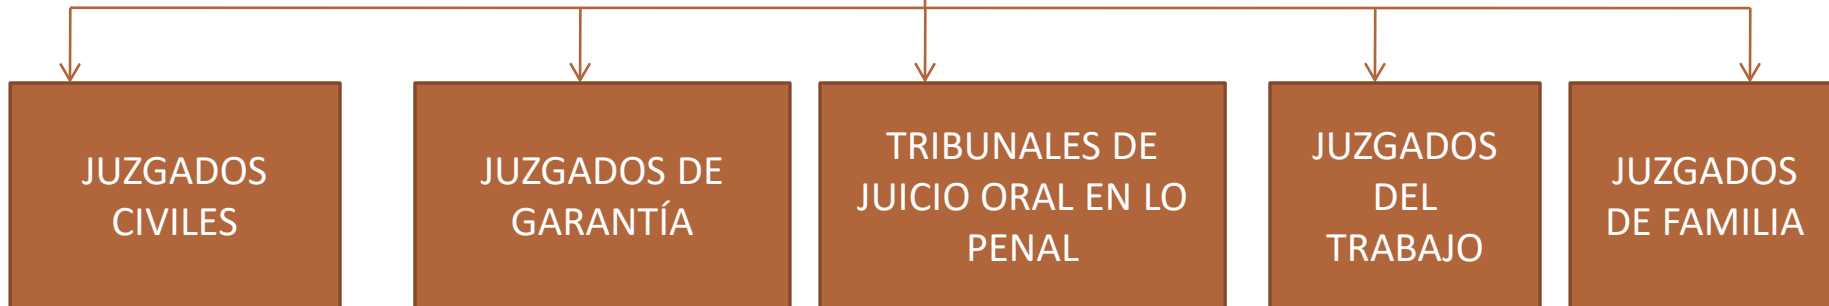 JUZGADOS
CIVILES
JUZGADOS DE
GARANTÍA
TRIBUNALES DE
JUICIO ORAL EN LO
PENAL
JUZGADOS
DEL
TRABAJO
JUZGADOS
DE FAMILIA